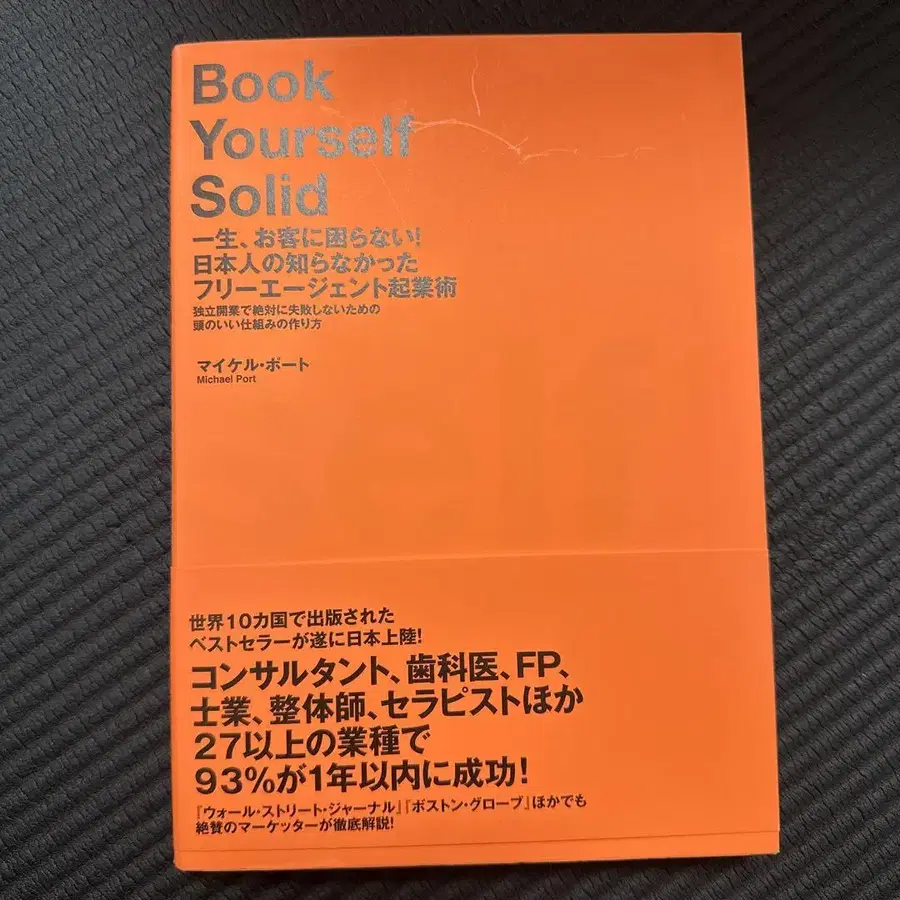 Book
Yourself
Solid
一生、お客に困らない!
日本人の知らなかった
フリーエージェント起業術
独立開業で絶対に失敗しないための
頭のいい仕組みの作り方
マイケル・ポート
Michael Port
世界10カ国で出版された
ベストセラーが遂に日本上陸!
コンサルタント、歯科医、FP、
士業、整体師、セラピストほか
27以上の業種で
93%が1年以内に成功!
『ウォール・ストリート・ジャーナル』『ボストン・グローブ』ほかでも
絶賛のマーケッターが徹底解説!